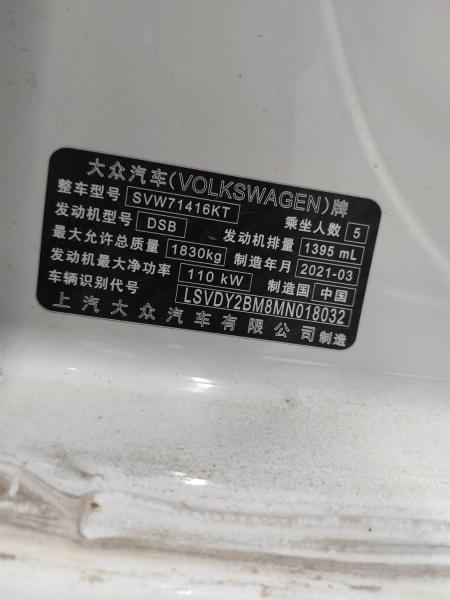 大众汽车(VOLKSWAGEN)牌
整车型号 SVW71416KT 乘坐人数 5
发动机型号 DSB 发动机排量 1395 mL
最大允许总质量 1830kg 制造年月 2021-03
发动机最大净功率 110 kW 制造国 中国
车辆识别代号 LSVDY2BM8MN018032
上汽大众汽车有限公司制造